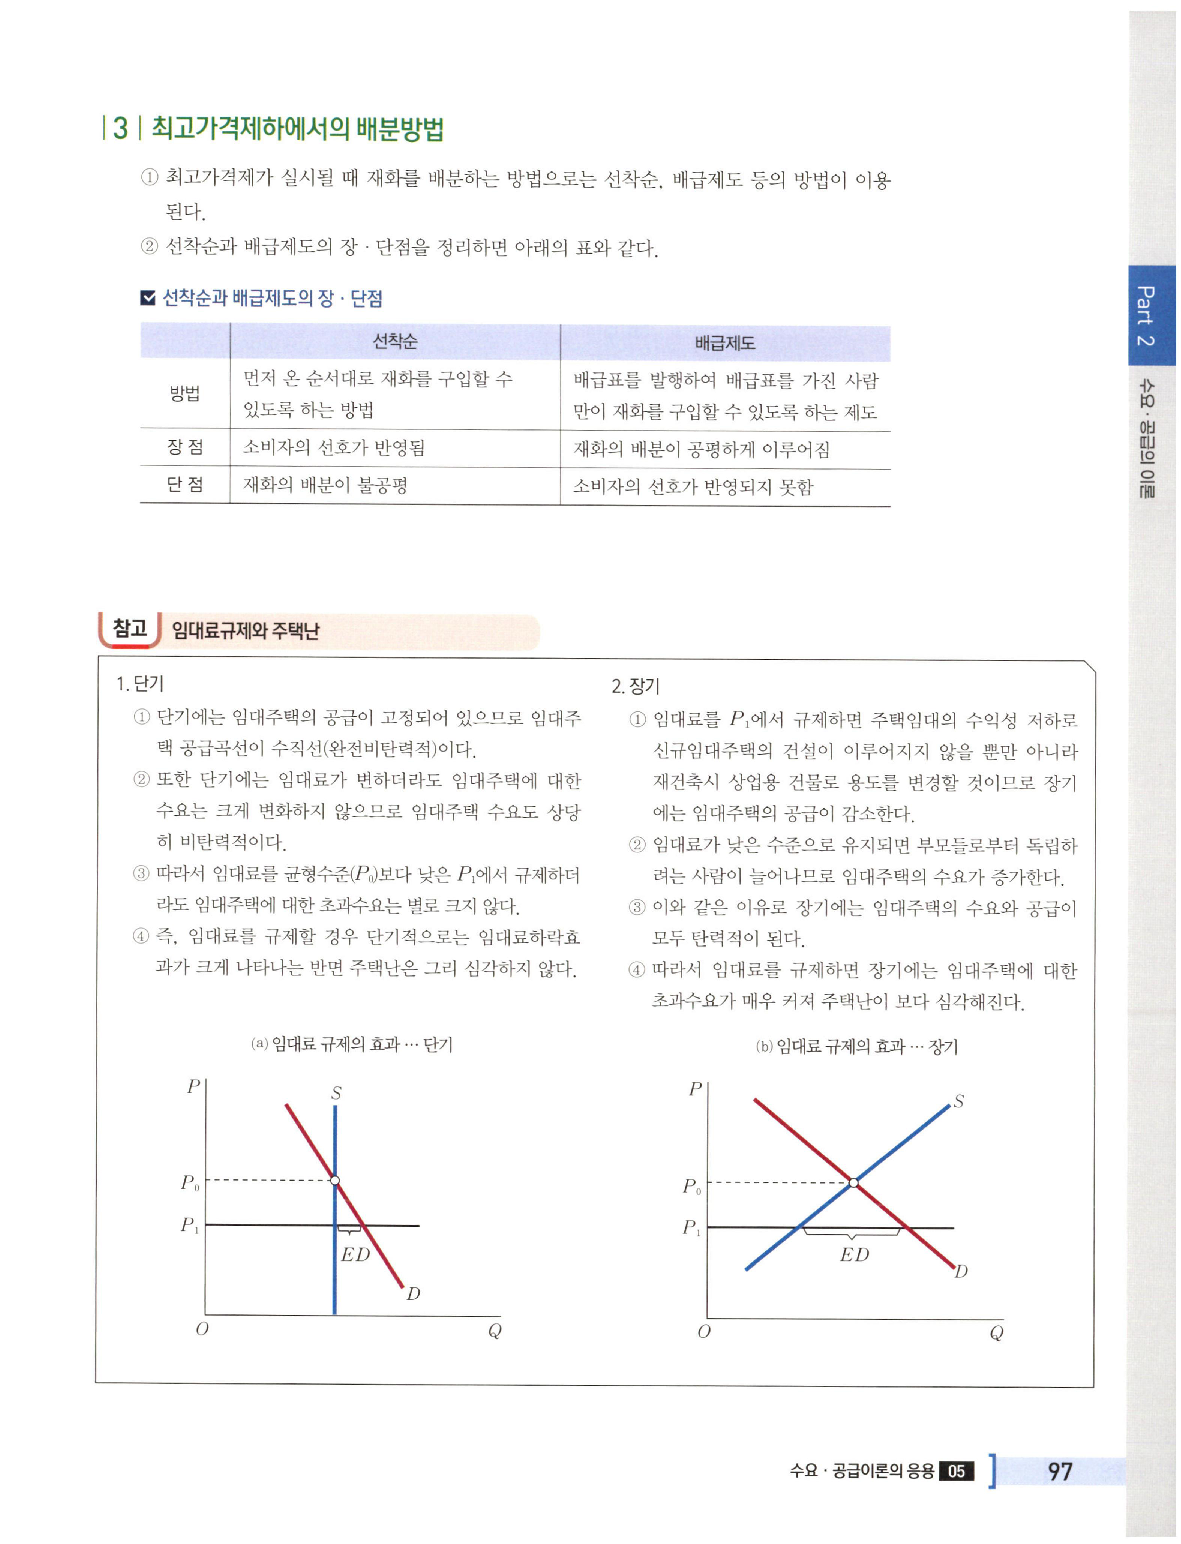 | 3 | 최고가격제하에서의 배분방법
① 최고가격제가 실시될 때 재화를 배분하는 방법으로는 선착순, 배급제도 등의 방법이 이용
된다.
② 선착순과 배급제도의 장 · 단점을 정리하면 아래의 표와 같다.
선착순과 배급제도의 장 · 단점
선착순 배급제도
방법
먼저 온 순서대로 재화를 구입할 수
있도록 하는 방법
배급표를 발행하여 배급표를 가진 사람
만이 재화를 구입할 수 있도록 하는 제도
장 점 소비자의 선호가 반영됨 재화의 배분이 공평하게 이루어짐
단 점 재화의 배분이 불공평 소비자의 선호가 반영되지 못함
Part 2
수요 · 공급의 이론
참고 임대료규제와 주택난
1. 단기
① 단기에는 임대주택의 공급이 고정되어 있으므로 임대주
택 공급곡선이 수직선(완전비탄력적)이다.
② 또한 단기에는 임대료가 변하더라도 임대주택에 대한
수요는 크게 변화하지 않으므로 임대주택 수요도 상당
히 비탄력적이다.
③ 따라서 임대료를 균형수준(P₀)보다 낮은 P₁에서 규제하더
라도 임대주택에 대한 초과수요는 별로 크지 않다.
④ 즉, 임대료를 규제할 경우 단기적으로는 임대료하락효
과가 크게 나타나는 반면 주택난은 그리 심각하지 않다.
2. 장기
① 임대료를 P₁에서 규제하면 주택임대의 수익성 저하로
신규임대주택의 건설이 이루어지지 않을 뿐만 아니라
재건축시 상업용 건물로 용도를 변경할 것이므로 장기
에는 임대주택의 공급이 감소한다.
② 임대료가 낮은 수준으로 유지되면 부모들로부터 독립하
려는 사람이 늘어나므로 임대주택의 수요가 증가한다.
③ 이와 같은 이유로 장기에는 임대주택의 수요와 공급이
모두 탄력적이 된다.
④ 따라서 임대료를 규제하면 장기에는 임대주택에 대한
초과수요가 매우 커져 주택난이 보다 심각해진다.
(a) 임대료 규제의 효과 … 단기
P
S
P₀
P₁
ED
D
O
Q
(b) 임대료 규제의 효과 … 장기
P
S
P₀
P₁
ED
D
O
Q
수요 · 공급이론의 응용 05 97